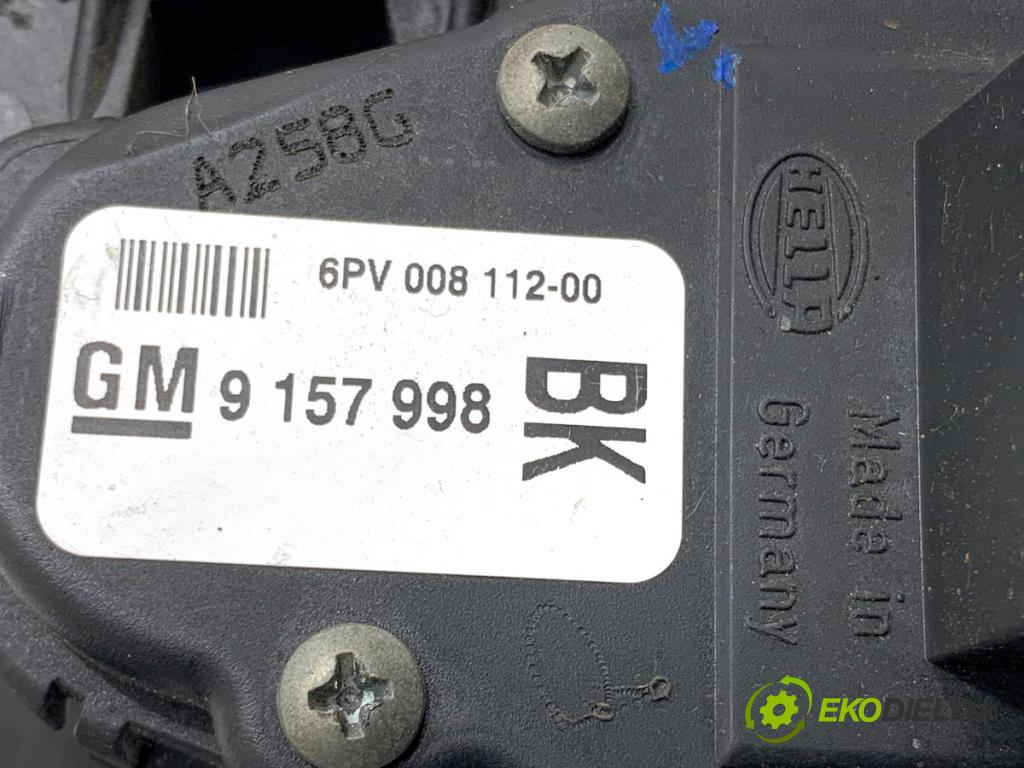 A258G
6PV 008 112-00
GM 9 157 998
BK
HELLA
Made in
Germany
EKODIELY